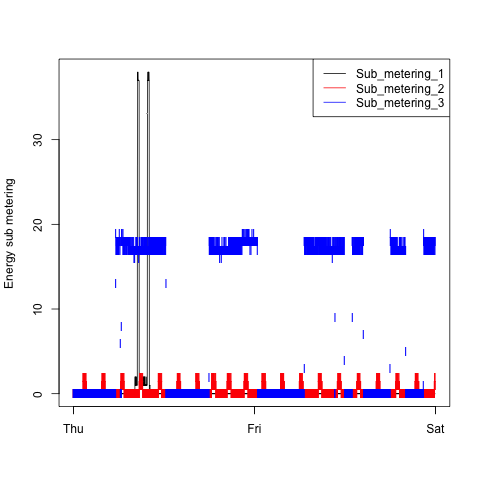 Sub_metering_1
Sub_metering_2
Sub_metering_3
Energy sub metering
30
20
10
0
Thu Fri Sat